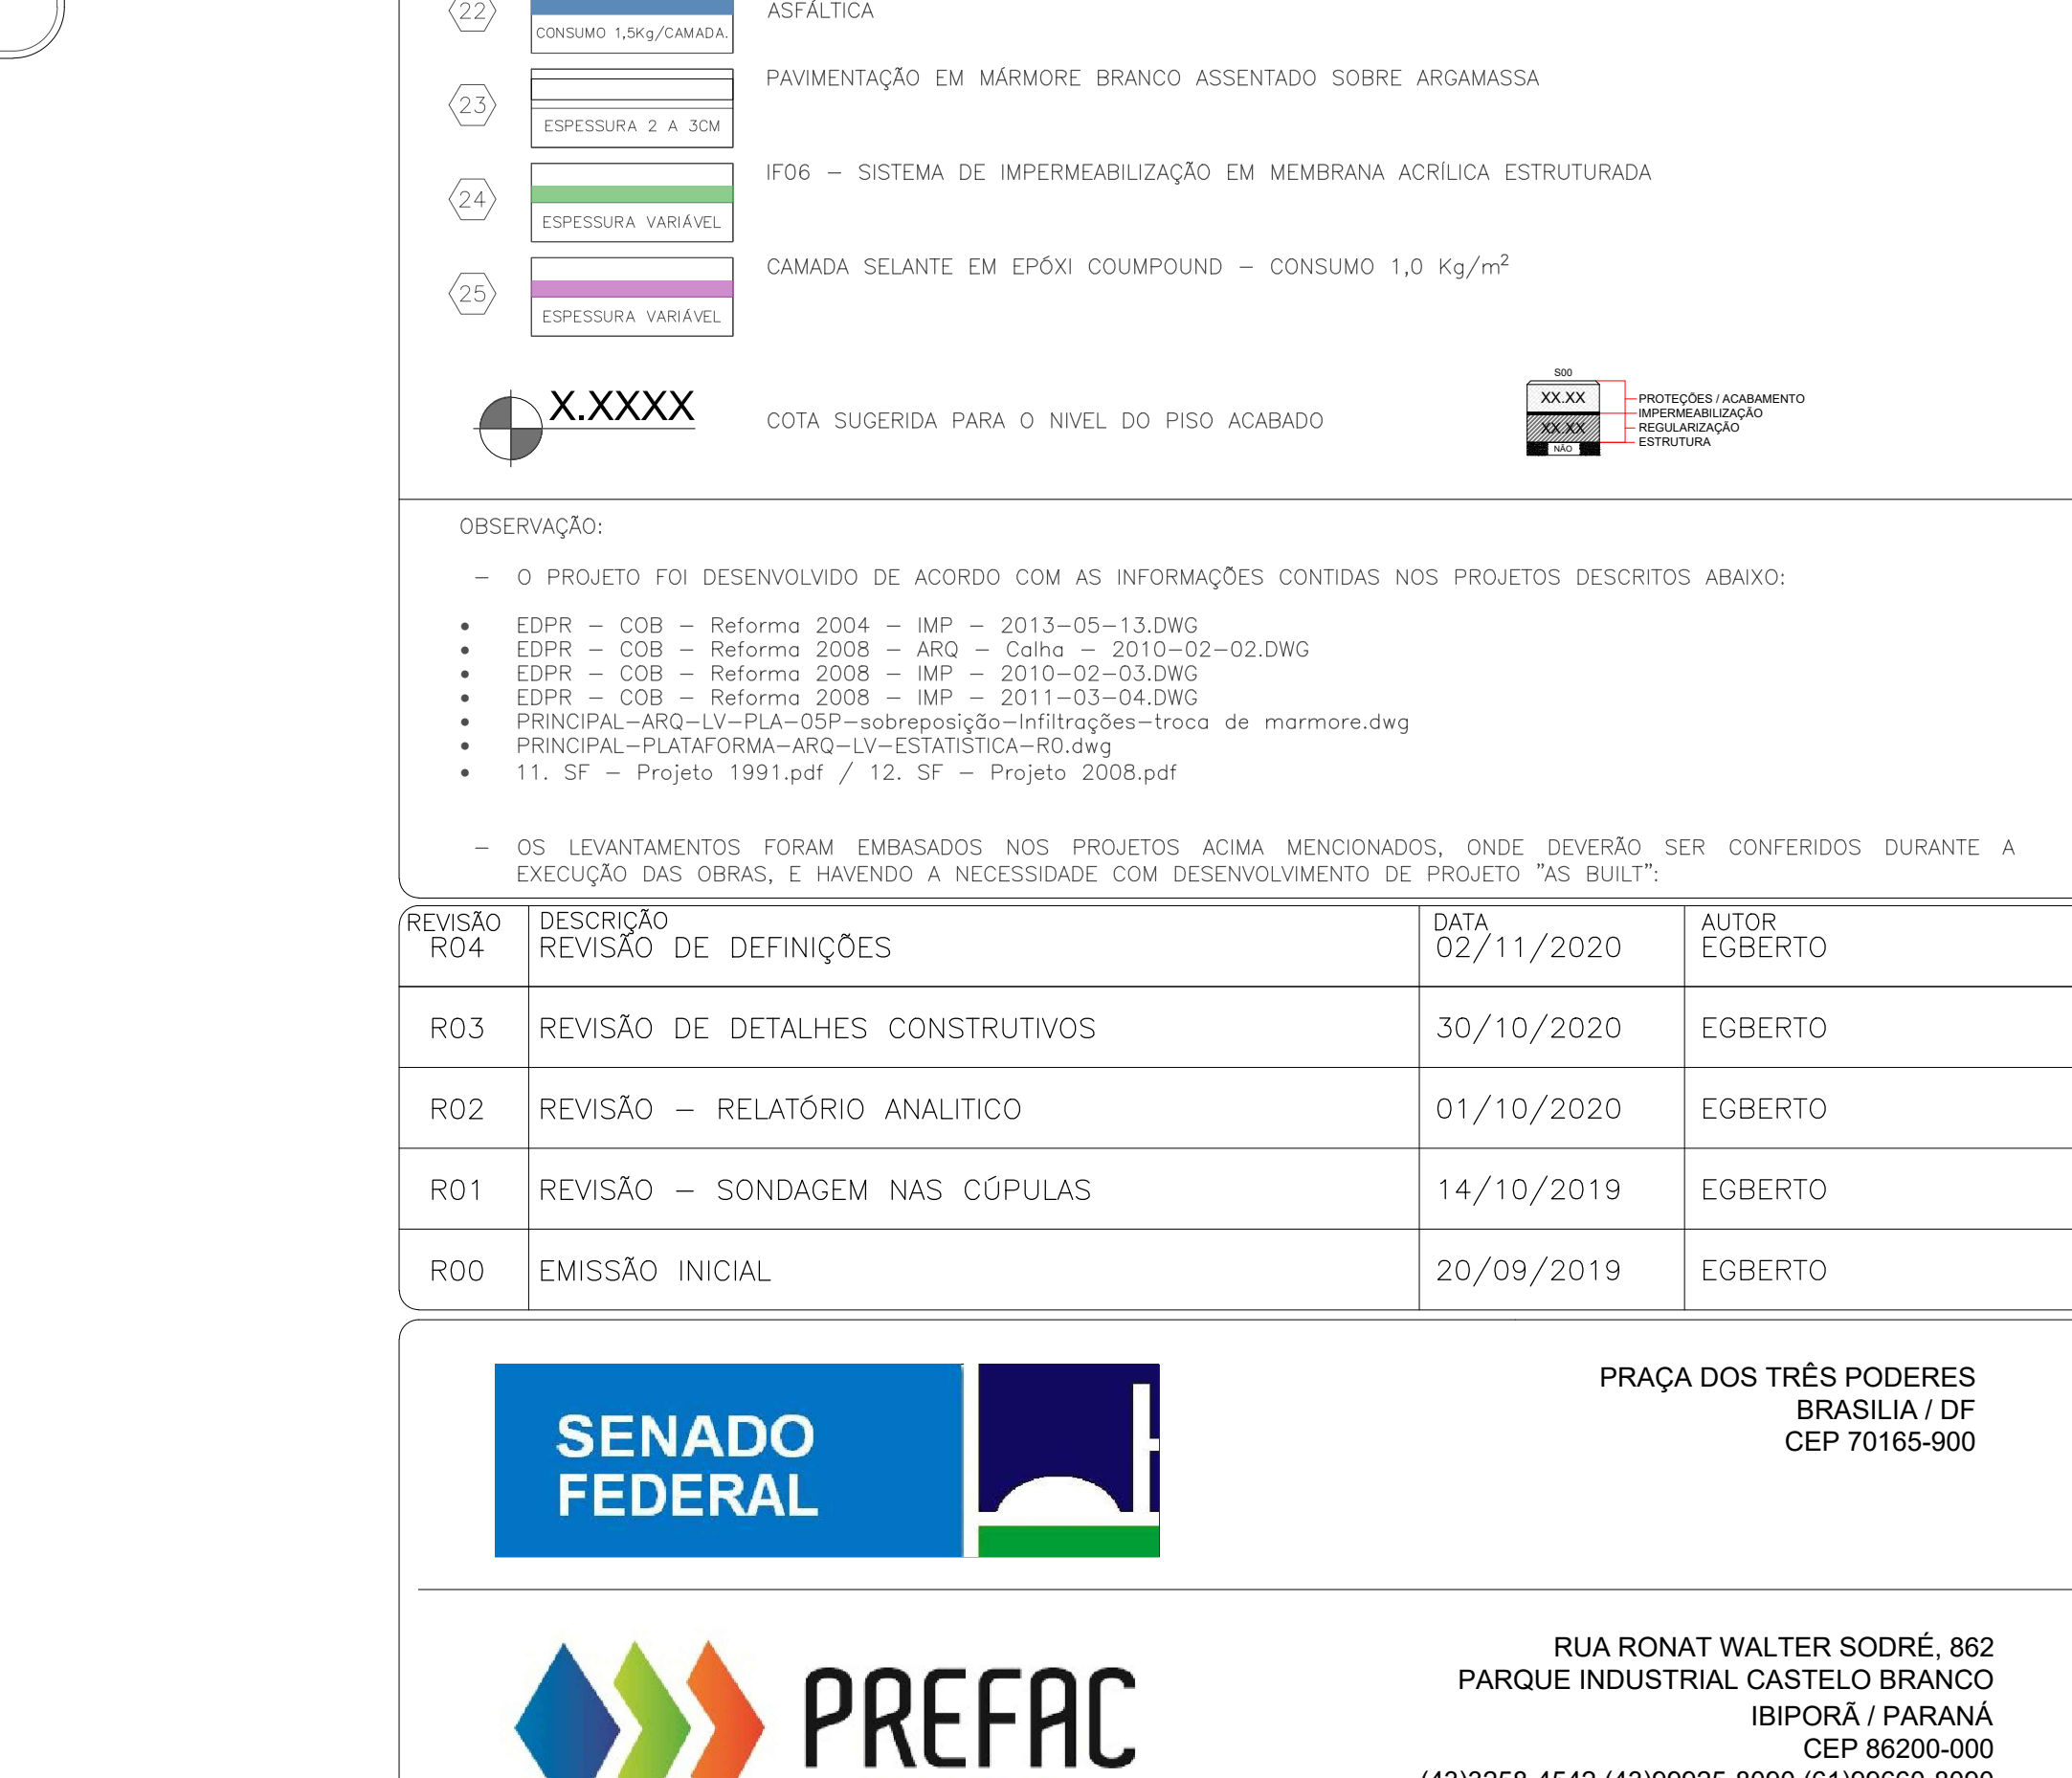 22
CONSUMO 1,5Kg/CAMADA.
ASFÁLTICA
23
ESPESSURA 2 A 3CM
PAVIMENTAÇÃO EM MÁRMORE BRANCO ASSENTADO SOBRE ARGAMASSA
24
ESPESSURA VARIÁVEL
IF06 – SISTEMA DE IMPERMEABILIZAÇÃO EM MEMBRANA ACRÍLICA ESTRUTURADA
25
ESPESSURA VARIÁVEL
CAMADA SELANTE EM EPÓXI COUMPOUND – CONSUMO 1,0 Kg/m²
X.XXXX
COTA SUGERIDA PARA O NIVEL DO PISO ACABADO
S00
XX.XX
XX.XX
NÃO
PROTEÇÕES / ACABAMENTO
IMPERMEABILIZAÇÃO
REGULARIZAÇÃO
ESTRUTURA
OBSERVAÇÃO:
– O PROJETO FOI DESENVOLVIDO DE ACORDO COM AS INFORMAÇÕES CONTIDAS NOS PROJETOS DESCRITOS ABAIXO:
• EDPR – COB – Reforma 2004 – IMP – 2013–05–13.DWG
• EDPR – COB – Reforma 2008 – ARQ – Calha – 2010–02–02.DWG
• EDPR – COB – Reforma 2008 – IMP – 2010–02–03.DWG
• EDPR – COB – Reforma 2008 – IMP – 2011–03–04.DWG
• PRINCIPAL–ARQ–LV–PLA–05P–sobreposição–Infiltrações–troca de marmore.dwg
• PRINCIPAL–PLATAFORMA–ARQ–LV–ESTATISTICA–R0.dwg
• 11. SF – Projeto 1991.pdf / 12. SF – Projeto 2008.pdf
– OS LEVANTAMENTOS FORAM EMBASADOS NOS PROJETOS ACIMA MENCIONADOS, ONDE DEVERÃO SER CONFERIDOS DURANTE A
EXECUÇÃO DAS OBRAS, E HAVENDO A NECESSIDADE COM DESENVOLVIMENTO DE PROJETO "AS BUILT":
REVISÃO DESCRIÇÃO DATA AUTOR
R04 REVISÃO DE DEFINIÇÕES 02/11/2020 EGBERTO
R03 REVISÃO DE DETALHES CONSTRUTIVOS 30/10/2020 EGBERTO
R02 REVISÃO – RELATÓRIO ANALITICO 01/10/2020 EGBERTO
R01 REVISÃO – SONDAGEM NAS CÚPULAS 14/10/2019 EGBERTO
R00 EMISSÃO INICIAL 20/09/2019 EGBERTO
SENADO
FEDERAL
PRAÇA DOS TRÊS PODERES
BRASILIA / DF
CEP 70165-900
PREFAC
RUA RONAT WALTER SODRÉ, 862
PARQUE INDUSTRIAL CASTELO BRANCO
IBIPORÃ / PARANÁ
CEP 86200-000